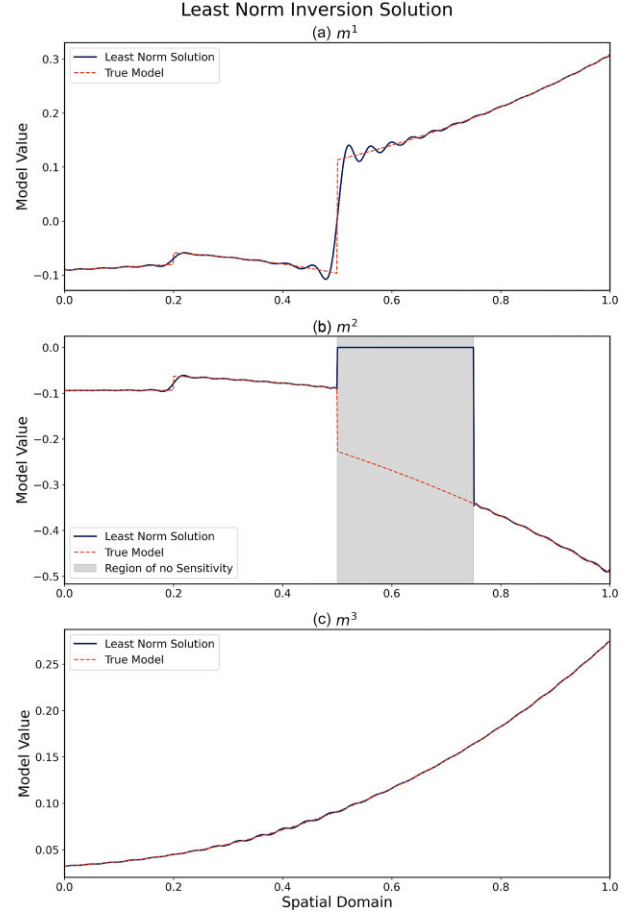 Least Norm Inversion Solution
(a) m¹
Model Value
0.3
0.2
0.1
0.0
−0.1
Least Norm Solution
True Model
0.0 0.2 0.4 0.6 0.8 1.0
(b) m²
Model Value
0.0
−0.1
−0.2
−0.3
−0.4
−0.5
Least Norm Solution
True Model
Region of no Sensitivity
0.0 0.2 0.4 0.6 0.8 1.0
(c) m³
Model Value
0.25
0.20
0.15
0.10
0.05
Least Norm Solution
True Model
0.0 0.2 0.4 0.6 0.8 1.0
Spatial Domain